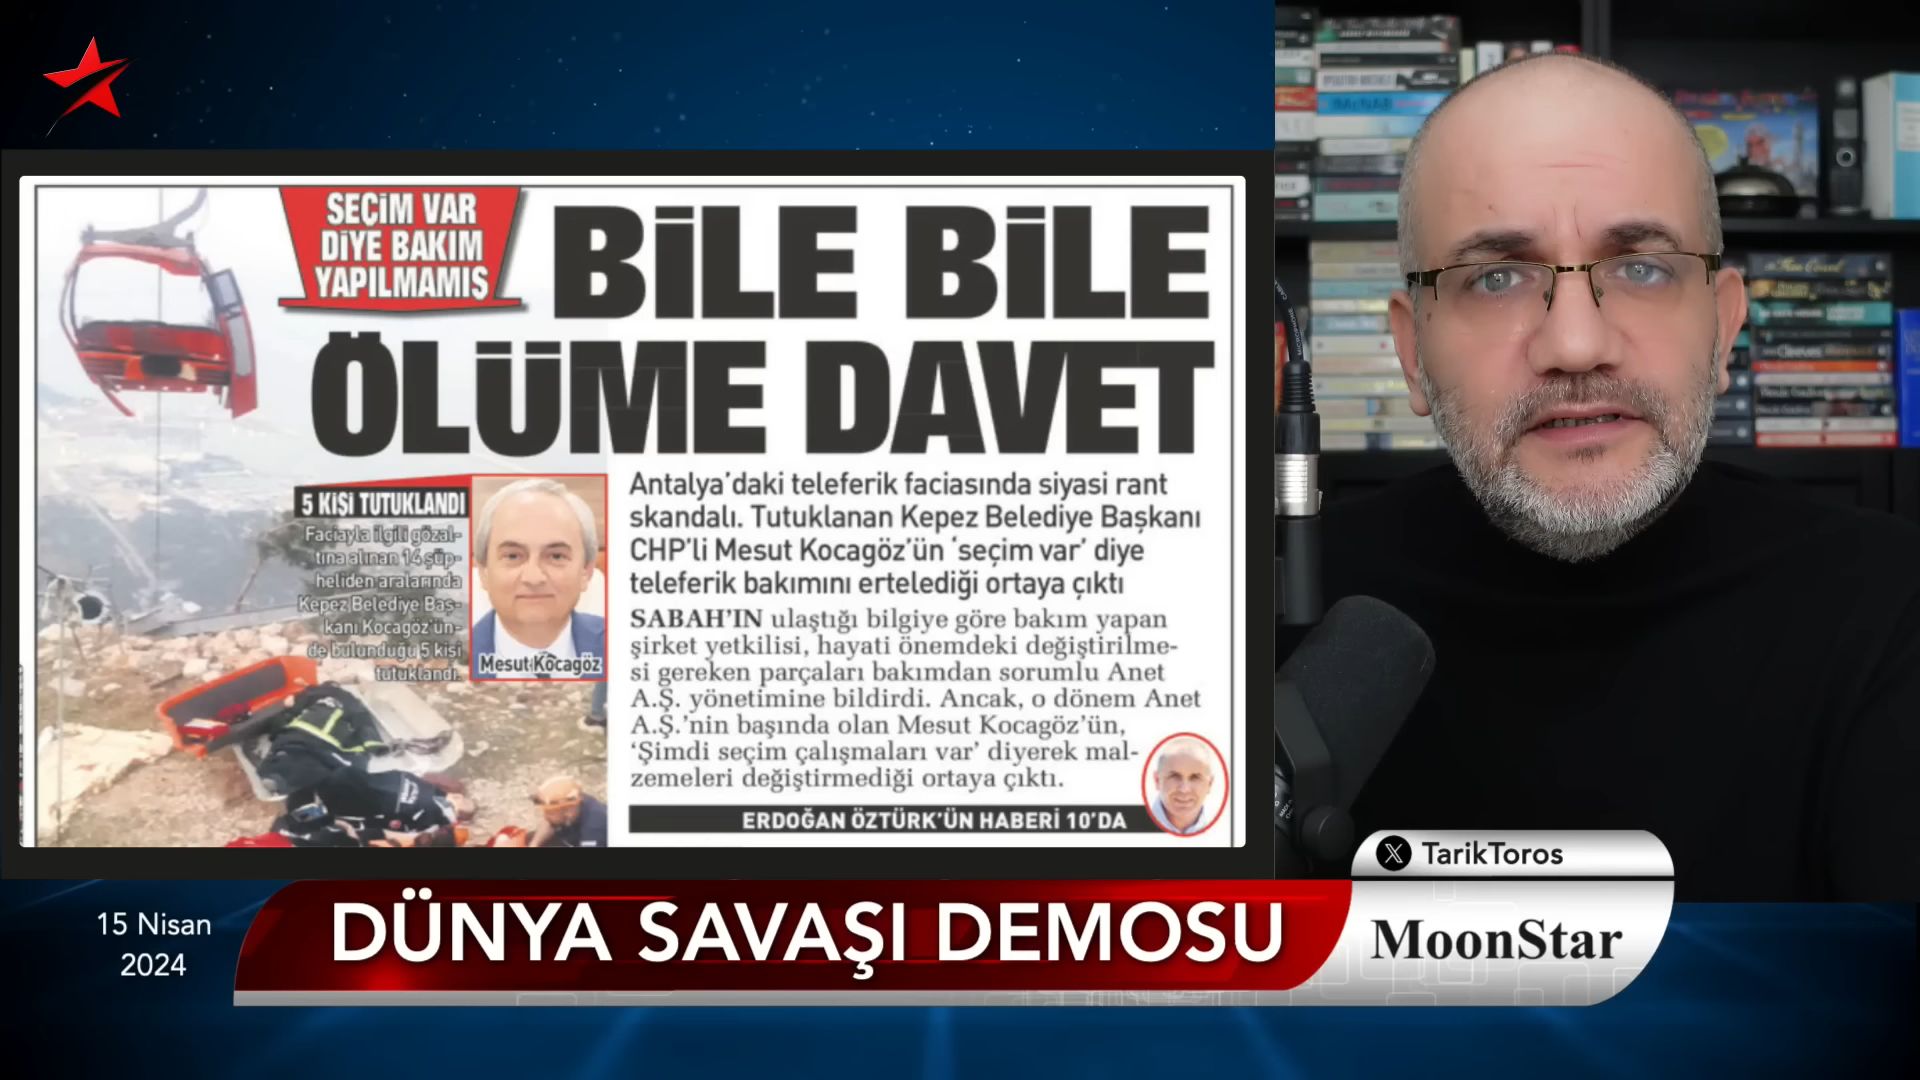 SEÇİM VAR
DİYE BAKIM
YAPILMAMIŞ
BİLE BİLE
ÖLÜME DAVET
5 KİŞİ TUTUKLANDI
Faciayla ilgili gözal-
tına alınan 14 şüp-
heliden aralarında
Kepez Belediye Baş-
kanı Kocagöz'ün-
de bulunduğu 5 kişi
tutuklandı.
Mesut Kocagöz
Antalya'daki teleferik faciasında siyasi rant
skandalı. Tutuklanan Kepez Belediye Başkanı
CHP'li Mesut Kocagöz'ün 'seçim var' diye
teleferik bakımını ertelediği ortaya çıktı
SABAH'IN ulaştığı bilgiye göre bakım yapan
şirket yetkilisi, hayati önemdeki değiştirilme-
si gereken parçaları bakımdan sorumlu Anet
A.Ş. yönetimine bildirdi. Ancak, o dönem Anet
A.Ş.'nin başında olan Mesut Kocagöz'ün,
'Şimdi seçim çalışmaları var' diyerek mal-
zemeleri değiştirmediği ortaya çıktı.
ERDOĞAN ÖZTÜRK'ÜN HABERİ 10'DA
TarikToros
15 Nisan
2024
DÜNYA SAVAŞI DEMOSU
MoonStar